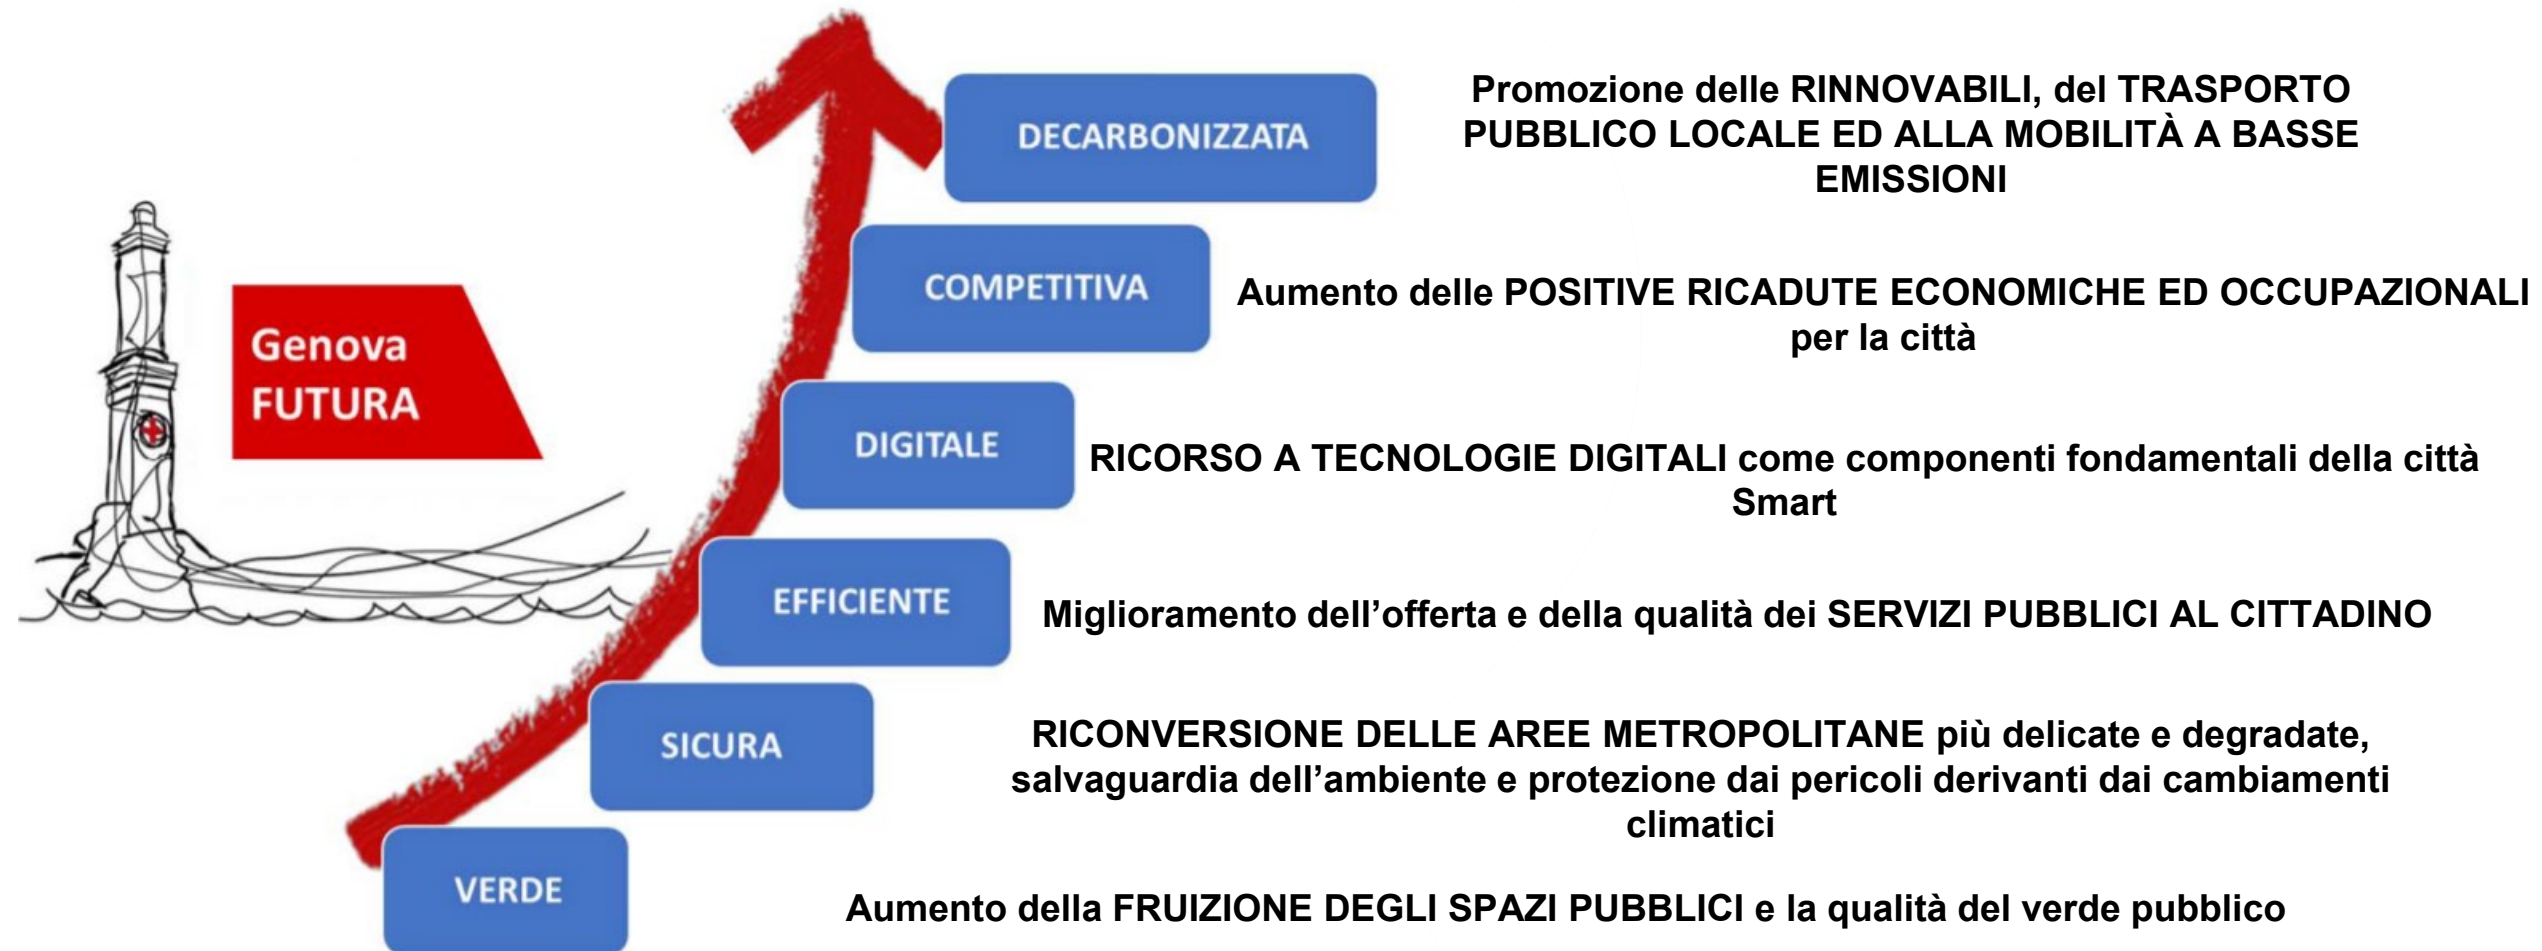 DECARBONIZZATA
Promozione delle RINNOVABILI, del TRASPORTO
PUBBLICO LOCALE ED ALLA MOBILITÀ A BASSE
EMISSIONI
Genova
FUTURA
COMPETITIVA
Aumento delle POSITIVE RICADUTE ECONOMICHE ED OCCUPAZIONALI
per la città
DIGITALE
RICORSO A TECNOLOGIE DIGITALI come componenti fondamentali della città
Smart
EFFICIENTE
Miglioramento dell’offerta e della qualità dei SERVIZI PUBBLICI AL CITTADINO
SICURA
RICONVERSIONE DELLE AREE METROPOLITANE più delicate e degradate,
salvaguardia dell’ambiente e protezione dai pericoli derivanti dai cambiamenti
climatici
VERDE
Aumento della FRUIZIONE DEGLI SPAZI PUBBLICI e la qualità del verde pubblico